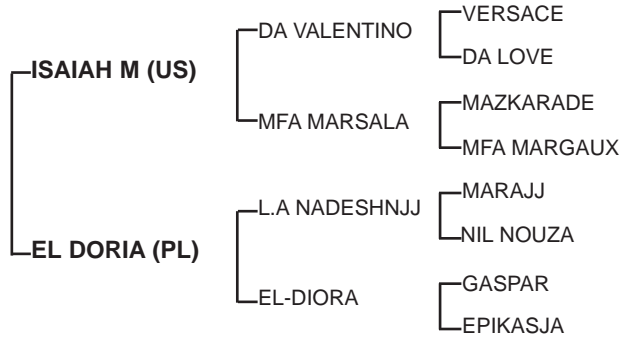 VERSACE
DA VALENTINO
DA LOVE
ISAIAH M (US)
MAZKARADE
MFA MARSALA
MFA MARGAUX
MARAJJ
L.A NADESHNJJ
NIL NOUZA
EL DORIA (PL)
GASPAR
EL-DIORA
EPIKASJA